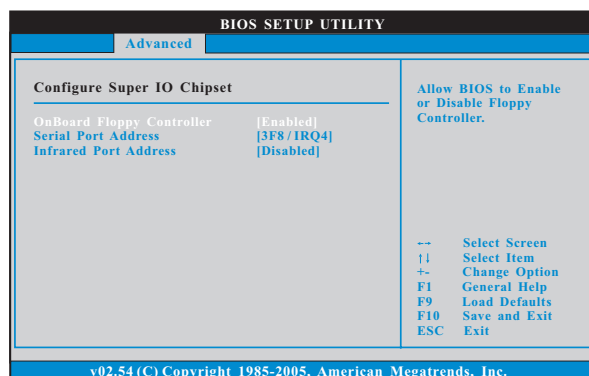 BIOS SETUP UTILITY
Advanced
Configure Super IO Chipset
OnBoard Floppy Controller [Enabled]
Serial Port Address [3F8 / IRQ4]
Infrared Port Address [Disabled]
Allow BIOS to Enable
or Disable Floppy
Controller.
←→ Select Screen
↑↓ Select Item
+- Change Option
F1 General Help
F9 Load Defaults
F10 Save and Exit
ESC Exit
v02.54 (C) Copyright 1985-2005, American Megatrends, Inc.